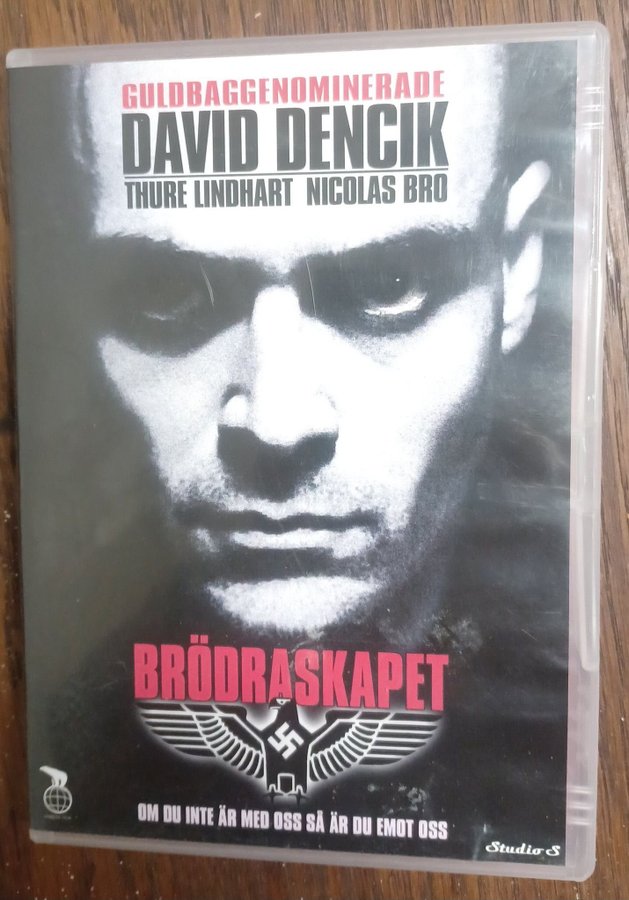 GULDBAGGENOMINERADE
DAVID DENCIK
THURE LINDHART NICOLAS BRO
BRÖDRASKAPET
OM DU INTE ÄR MED OSS SÅ ÄR DU EMOT OSS
Studio S